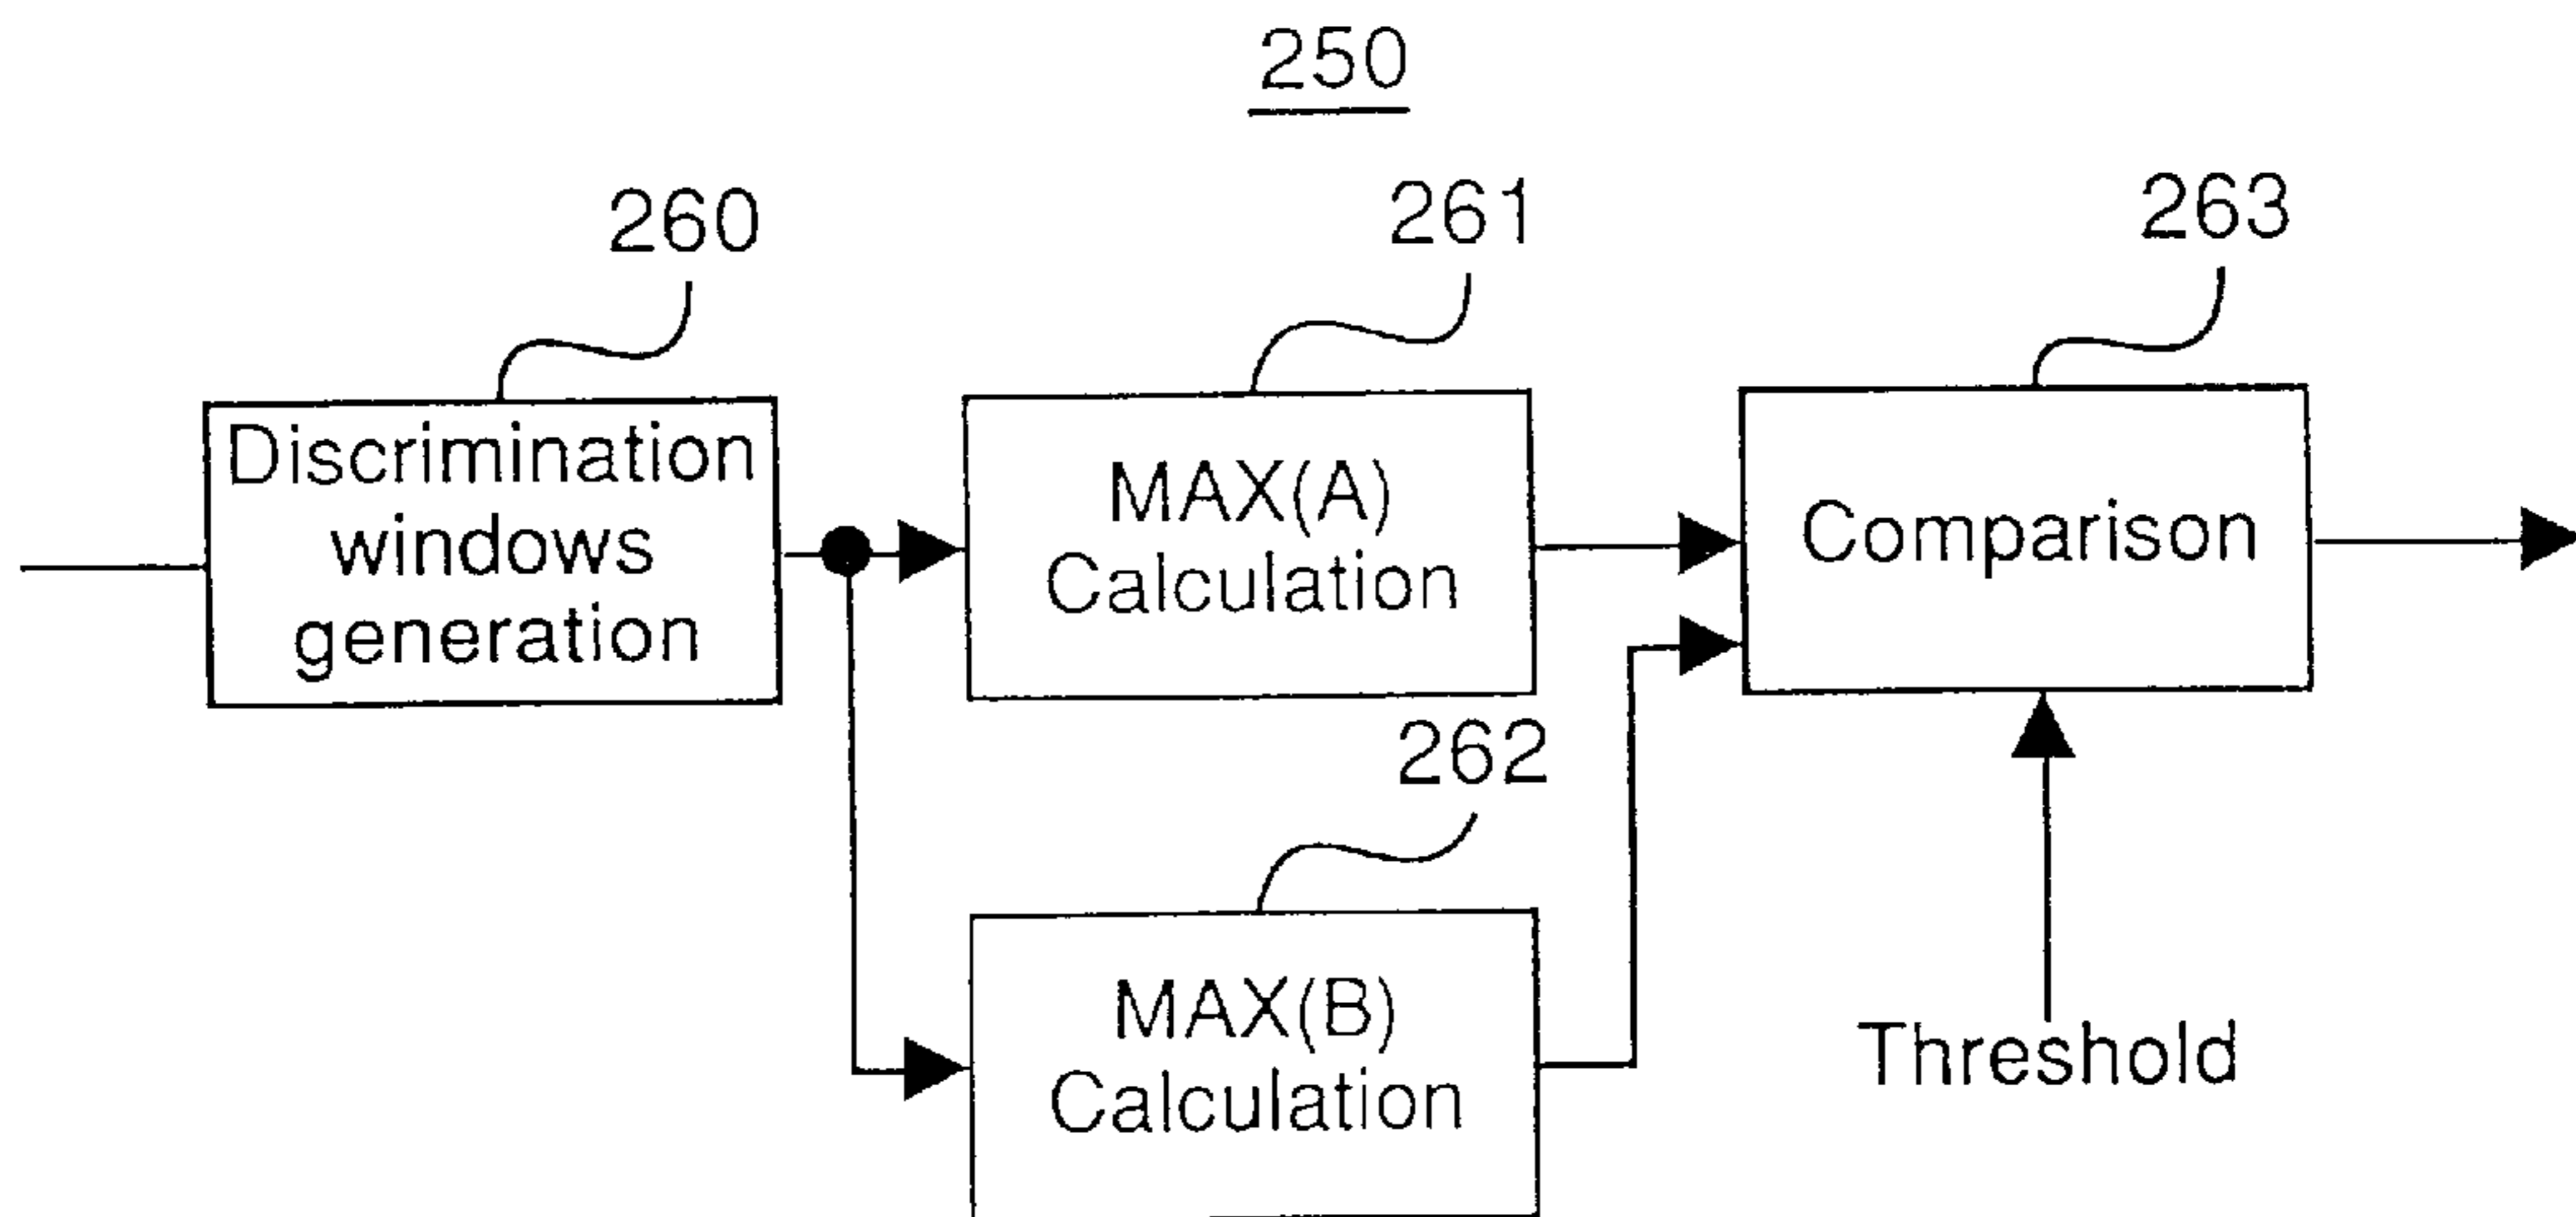 250
260
261
263
Discrimination
windows
generation
MAX(A)
Calculation
Comparison
262
MAX(B)
Calculation
Threshold